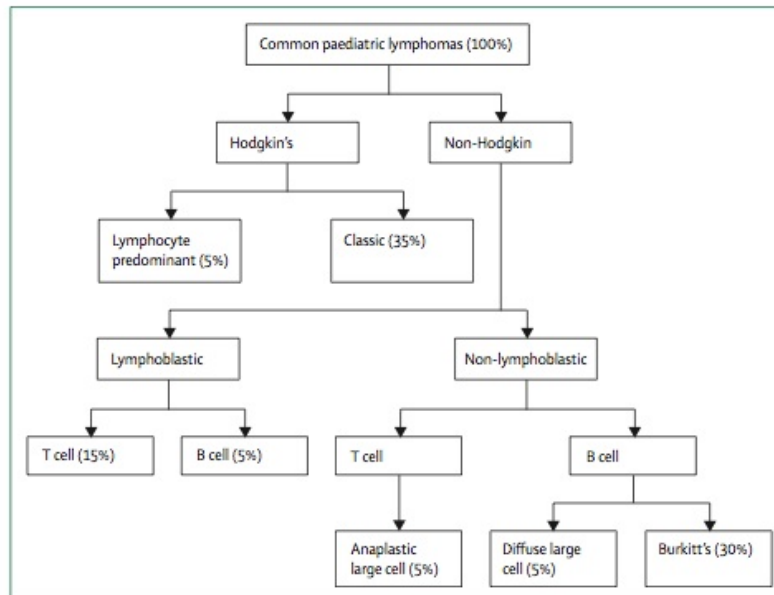 Common paediatric lymphomas (100%)
Hodgkin's
Non-Hodgkin
Lymphocyte
predominant (5%)
Classic (35%)
Lymphoblastic
Non-lymphoblastic
T cell (15%)
B cell (5%)
T cell
B cell
Anaplastic
large cell (5%)
Diffuse large
cell (5%)
Burkitt's (30%)